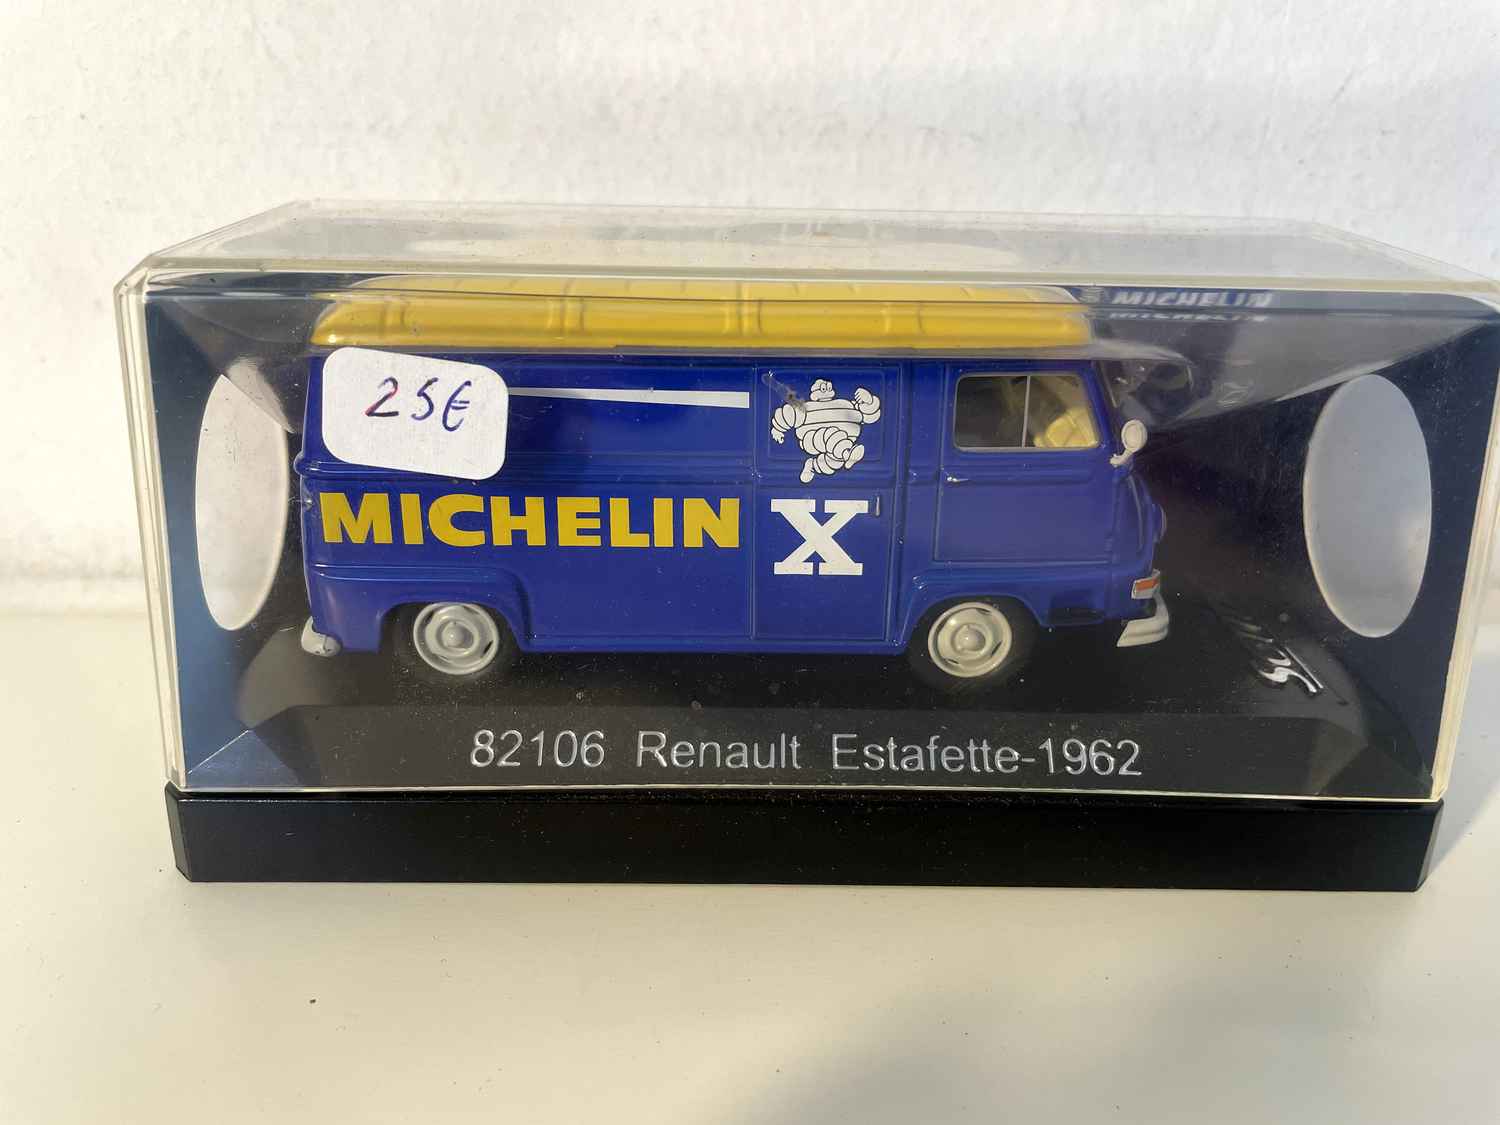 MICHELIN
25€
MICHELIN X
82106 Renault Estafette-1962